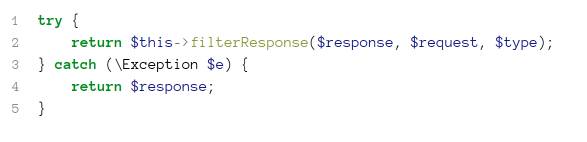 1 try {
2     return $this->filterResponse($response, $request, $type);
3 } catch (\Exception $e) {
4     return $response;
5 }